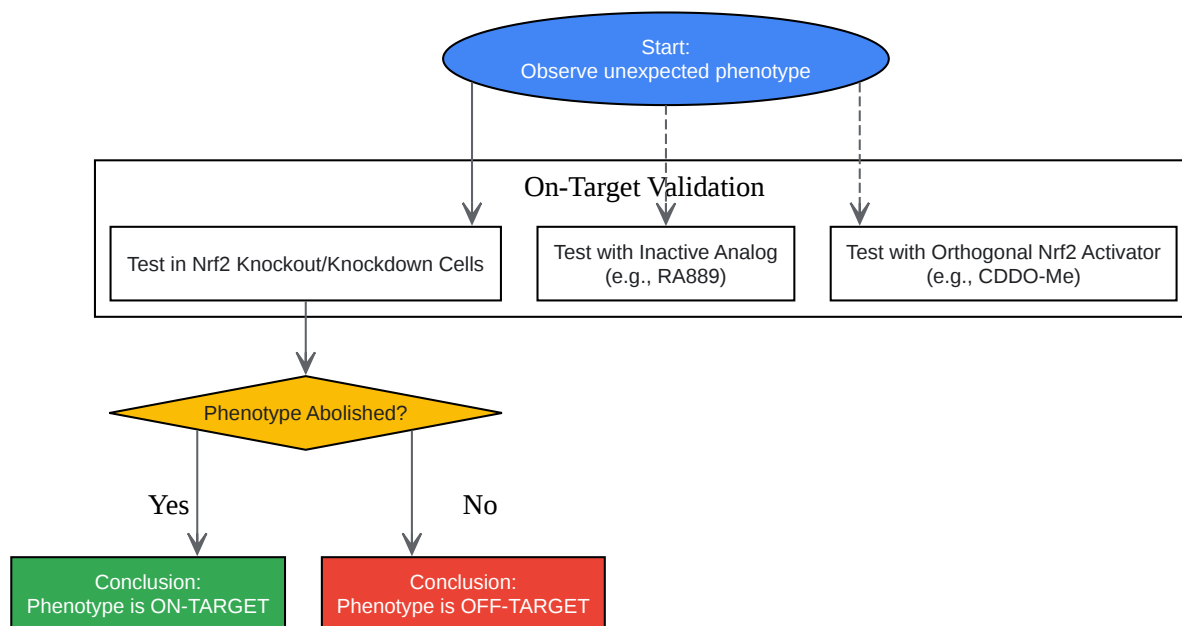 Start:
Observe unexpected phenotype
On-Target Validation
Test in Nrf2 Knockout/Knockdown Cells
Test with Inactive Analog
(e.g., RA889)
Test with Orthogonal Nrf2 Activator
(e.g., CDDO-Me)
Phenotype Abolished?
Yes
No
Conclusion:
Phenotype is ON-TARGET
Conclusion:
Phenotype is OFF-TARGET